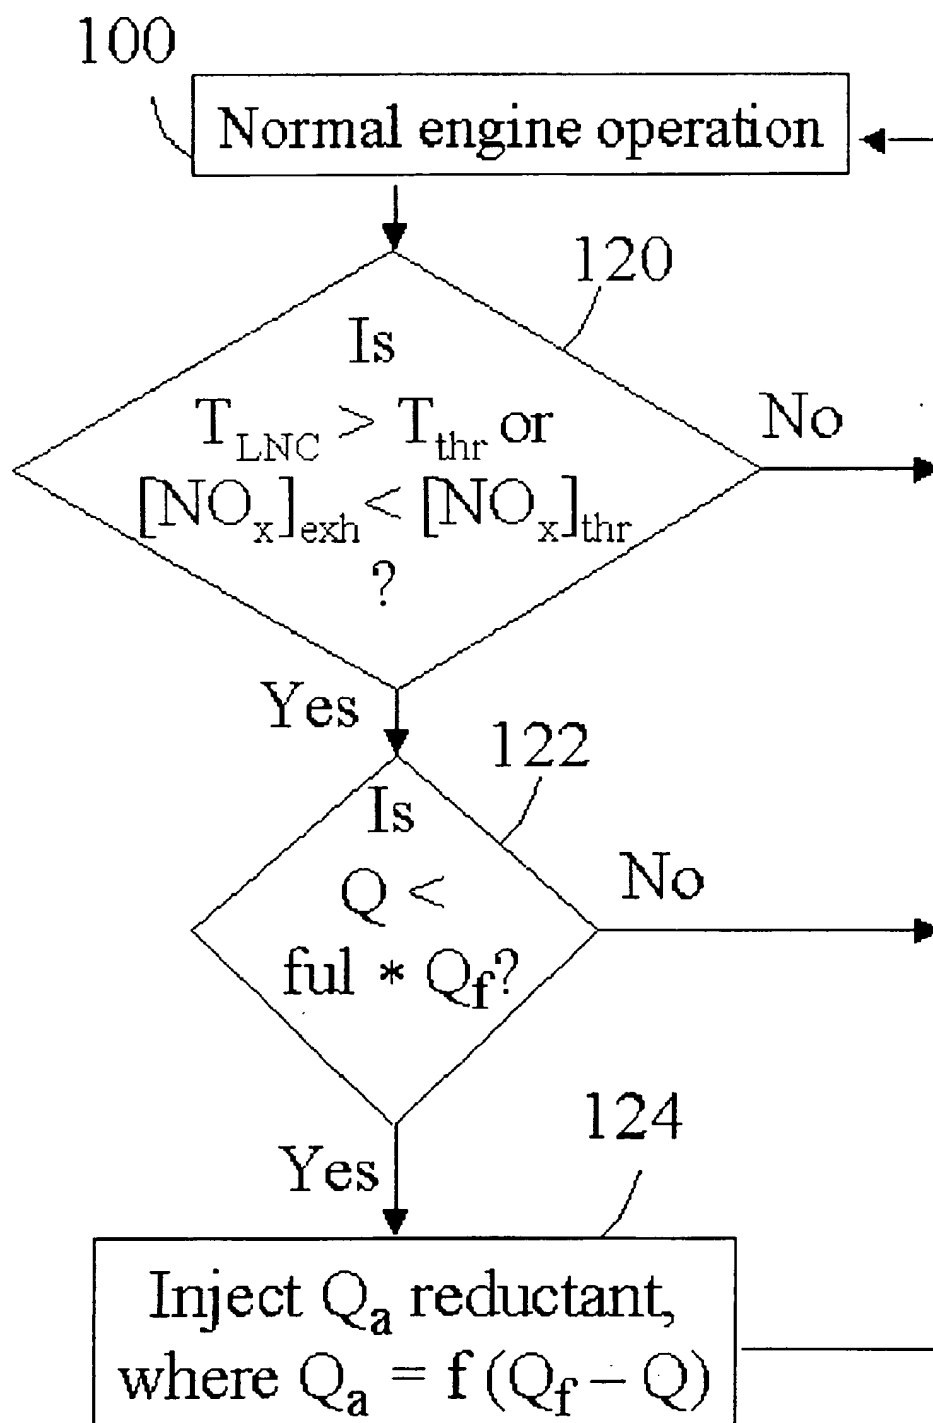 100
Normal engine operation
120
Is
T_LNC > T_thr or
[NO_x]_exh < [NO_x]_thr
?
No
Yes
122
Is
Q <
ful * Q_f?
No
Yes
124
Inject Q_a reductant,
where Q_a = f (Q_f – Q)